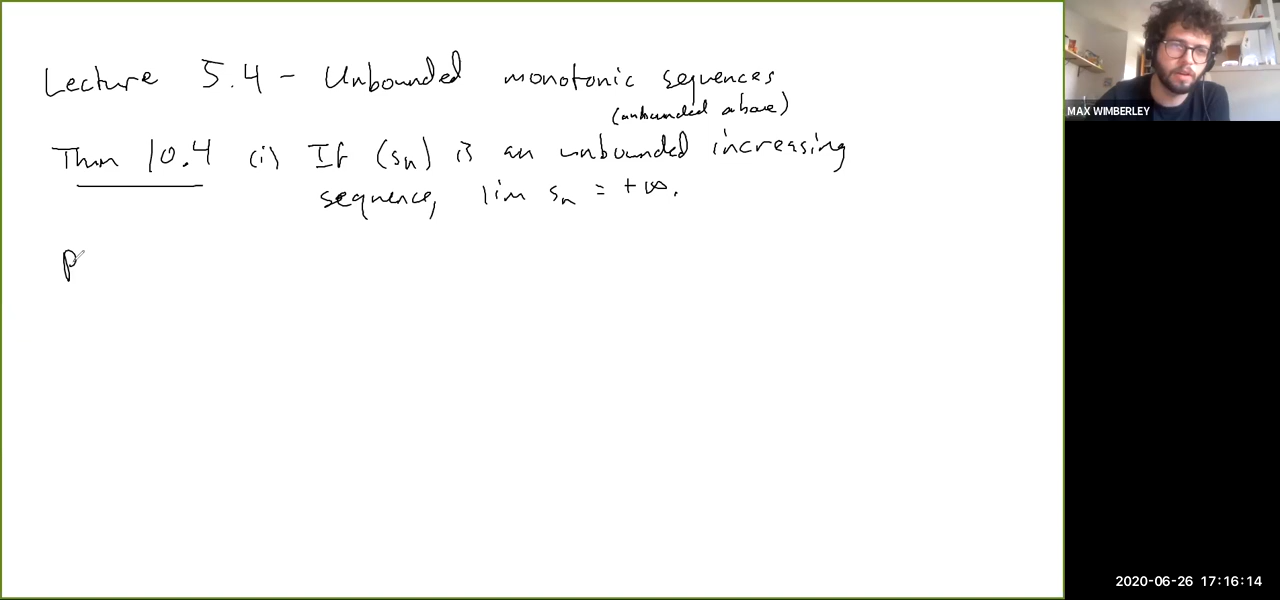 Lecture 5.4 - Unbounded monotonic sequences
(unbounded above)
Thm 10.4 (i) If (sn) is an unbounded increasing
sequence, lim sn = +∞.
P
MAX WIMBERLEY
2020-06-26 17:16:14